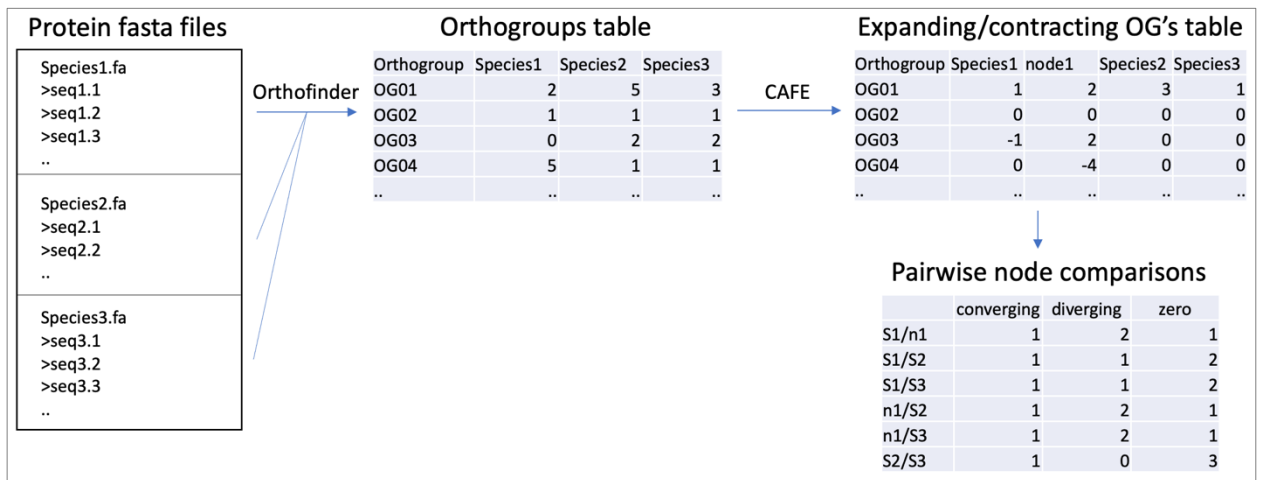 Protein fasta files
Species1.fa
>seq1.1
>seq1.2
>seq1.3
..
Species2.fa
>seq2.1
>seq2.2
..
Species3.fa
>seq3.1
>seq3.2
>seq3.3
..
Orthofinder
Orthogroups table
Orthogroup Species1 Species2 Species3
OG01 2 5 3
OG02 1 1 1
OG03 0 2 2
OG04 5 1 1
.. .. .. ..
CAFE
Expanding/contracting OG's table
Orthogroup Species1 node1 Species2 Species3
OG01 1 2 3 1
OG02 0 0 0 0
OG03 -1 2 0 0
OG04 0 -4 0 0
.. .. .. .. ..
Pairwise node comparisons
converging diverging zero
S1/n1 1 2 1
S1/S2 1 1 2
S1/S3 1 1 2
n1/S2 1 2 1
n1/S3 1 2 1
S2/S3 1 0 3